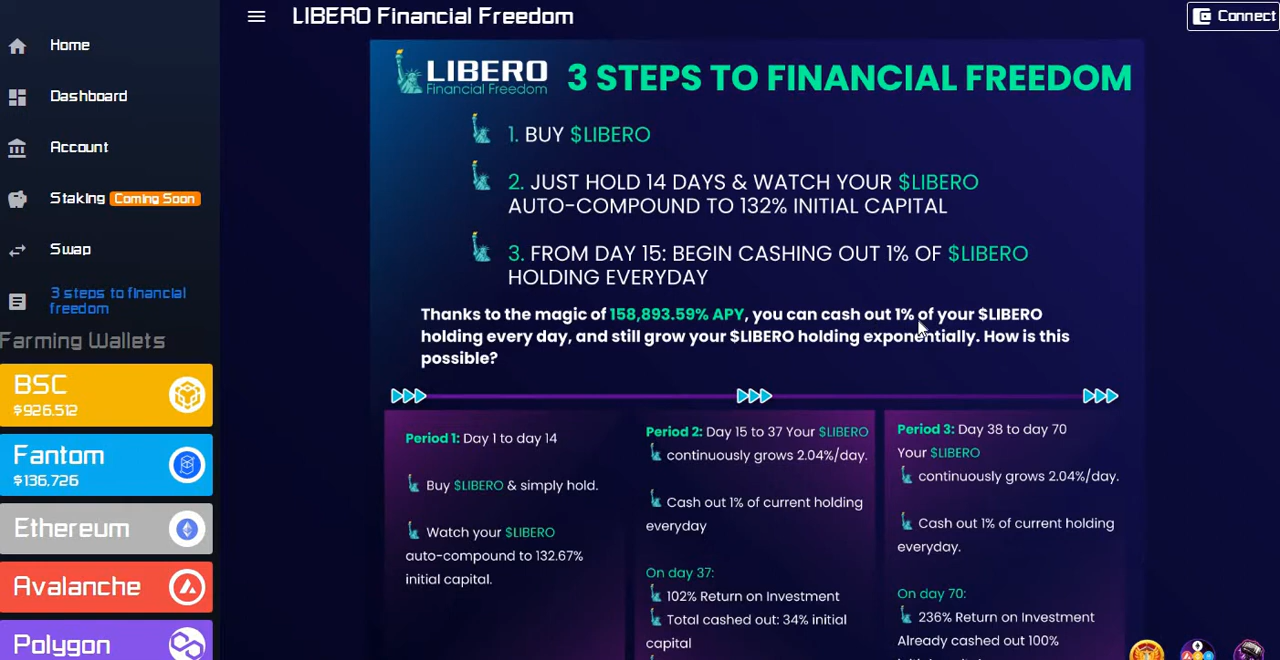 LIBERO Financial Freedom
Connect
Home
Dashboard
Account
Staking Coming Soon
Swap
3 steps to financial
freedom
Farming Wallets
BSC
$926.512
Fantom
$136,726
Ethereum
Avalanche
Polygon
LIBERO
Financial Freedom
3 STEPS TO FINANCIAL FREEDOM
1. BUY $LIBERO
2. JUST HOLD 14 DAYS & WATCH YOUR $LIBERO
AUTO-COMPOUND TO 132% INITIAL CAPITAL
3. FROM DAY 15: BEGIN CASHING OUT 1% OF $LIBERO
HOLDING EVERYDAY
Thanks to the magic of 158,893.59% APY, you can cash out 1% of your $LIBERO
holding every day, and still grow your $LIBERO holding exponentially. How is this
possible?
Period 1: Day 1 to day 14
Buy $LIBERO & simply hold.
Watch your $LIBERO
auto-compound to 132.67%
initial capital.
Period 2: Day 15 to 37 Your $LIBERO
continuously grows 2.04%/day.
Cash out 1% of current holding
everyday
On day 37:
102% Return on Investment
Total cashed out: 34% initial
capital
Period 3: Day 38 to day 70
Your $LIBERO
continuously grows 2.04%/day.
Cash out 1% of current holding
everyday.
On day 70:
236% Return on Investment
Already cashed out 100%